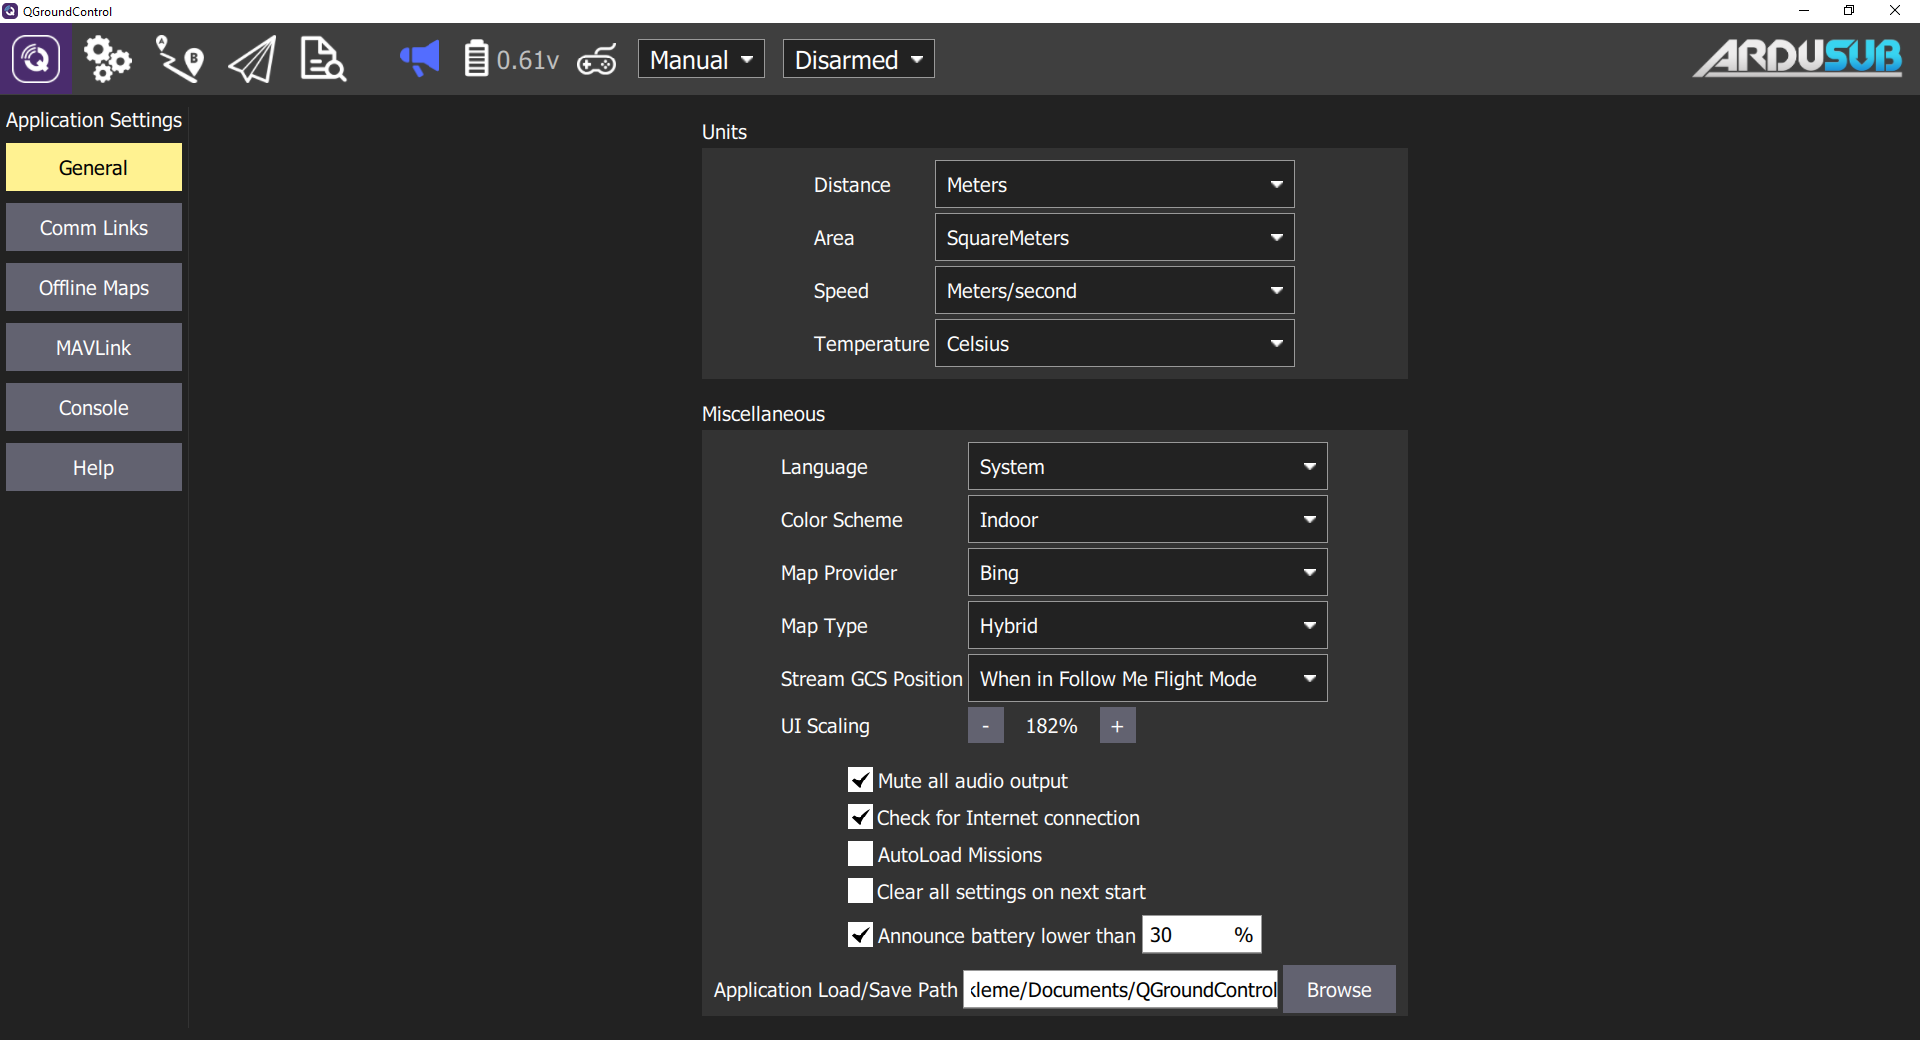 QGroundControl
0.61v
Manual
Disarmed
ARDUSUB
Application Settings
General
Comm Links
Offline Maps
MAVLink
Console
Help
Units
Distance Meters
Area SquareMeters
Speed Meters/second
Temperature Celsius
Miscellaneous
Language System
Color Scheme Indoor
Map Provider Bing
Map Type Hybrid
Stream GCS Position When in Follow Me Flight Mode
UI Scaling - 182% +
Mute all audio output
Check for Internet connection
AutoLoad Missions
Clear all settings on next start
Announce battery lower than 30 %
Application Load/Save Path kleme/Documents/QGroundControl Browse